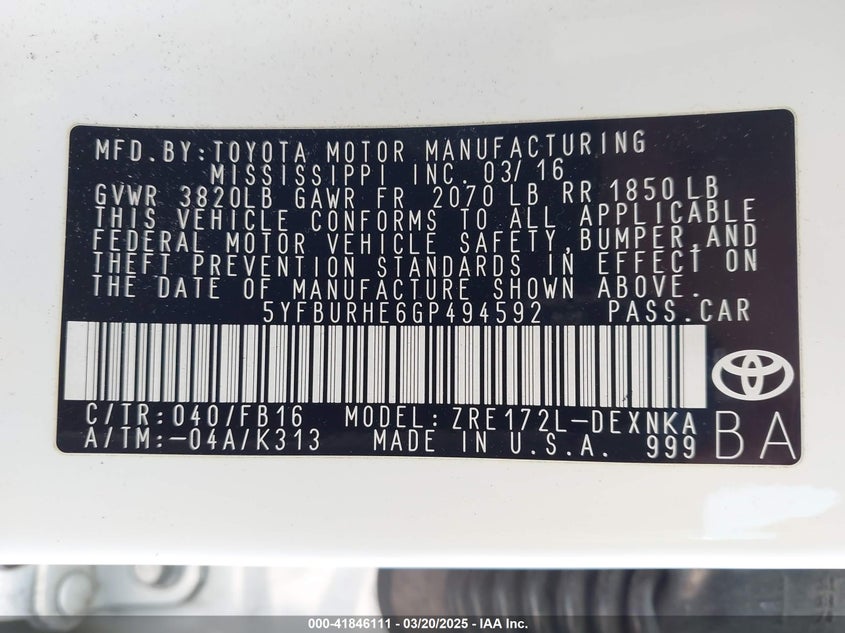 MFD.BY:TOYOTA MOTOR MANUFACTURING
MISSISSIPPI INC. 03/16
GVWR 3820LB GAWR FR 2070 LB RR 1850 LB
THIS VEHICLE CONFORMS TO ALL APPLICABLE
FEDERAL MOTOR VEHICLE SAFETY,BUMPER,AND
THEFT PREVENTION STANDARDS IN EFFECT ON
THE DATE OF MANUFACTURE SHOWN ABOVE.
5YFBURHE6GP494592 PASS.CAR
C/TR:040/FB16 MODEL:ZRE172L-DEXNKA
A/TM:-04A/K313 MADE IN U.S.A. 999 BA
000-41846111 — 03/20/2025 — IAA Inc.